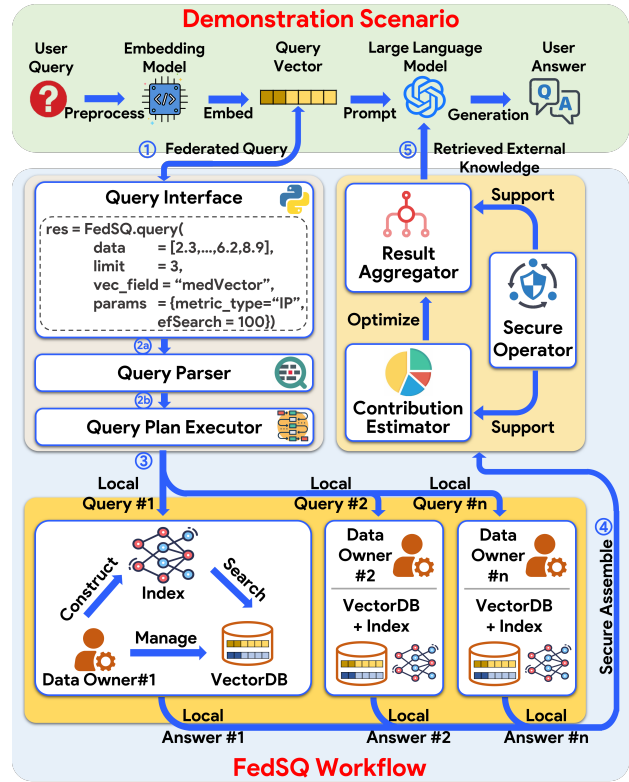 Demonstration Scenario
User
Query
Embedding
Model
Query
Vector
Large Language
Model
User
Answer
?
</>
Q
A
Preprocess
Embed
Prompt
Generation
① Federated Query
⑤ Retrieved External
Knowledge
Query Interface
res = FedSQ.query(
data = [2.3,...,6.2,8.9],
limit = 3,
vec_field = “medVector”,
params = {metric_type=“IP”,
efSearch = 100})
2a
Query Parser
2b
Query Plan Executor
Result
Aggregator
Support
Optimize
Secure
Operator
Contribution
Estimator
Support
③
Local
Query #1
Local
Query #2
Local
Query #n
④
Secure Assemble
Construct
Index
Search
Manage
Data Owner#1
VectorDB
Data
Owner
#2
VectorDB
+ Index
Data
Owner
#n
VectorDB
+ Index
Local
Answer #1
Local
Answer #2
Local
Answer #n
FedSQ Workflow